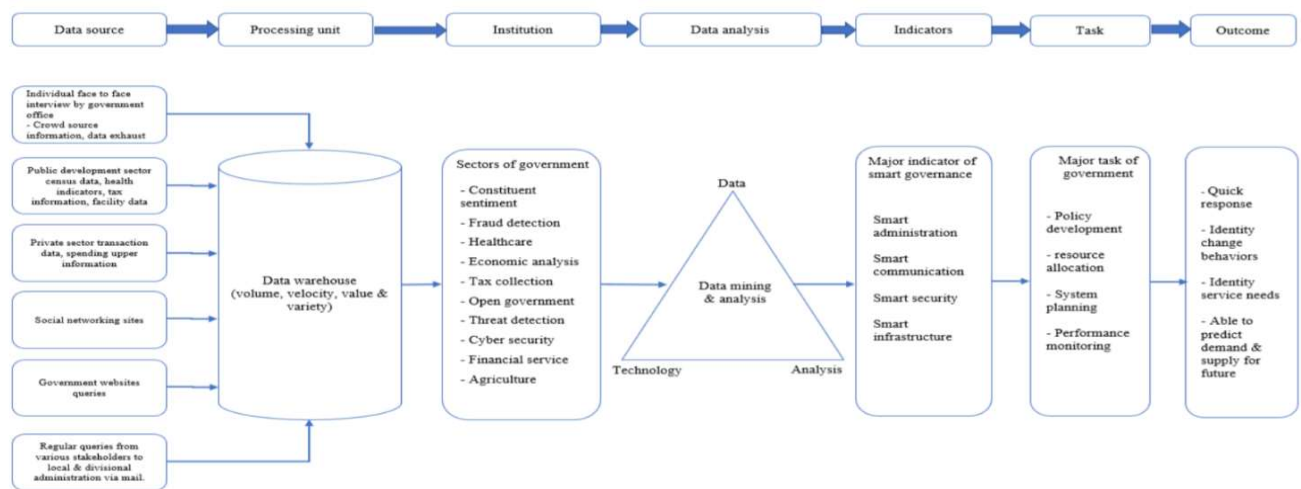 Data source
Processing unit
Institution
Data analysis
Indicators
Task
Outcome
Individual face to face
interview by government
office
- Crowd source
information, data exhaust
Public development sector
census data, health
indicators, tax
information, facility data
Private sector transaction
data, spending upper
information
Social networking sites
Government websites
queries
Regular queries from
various stakeholders to
local & divisional
administration via mail.
Data warehouse
(volume, velocity, value &
variety)
Sectors of government
- Constituent
sentiment
- Fraud detection
- Healthcare
- Economic analysis
- Tax collection
- Open government
- Threat detection
- Cyber security
- Financial service
- Agriculture
Data
Data mining
& analysis
Technology
Analysis
Major indicator of
smart governance
Smart
administration
Smart
communication
Smart security
Smart
infrastructure
Major task of
government
- Policy
development
- resource
allocation
- System
planning
- Performance
monitoring
- Quick
response
- Identity
change
behaviors
- Identity
service needs
- Able to
predict
demand &
supply for
future